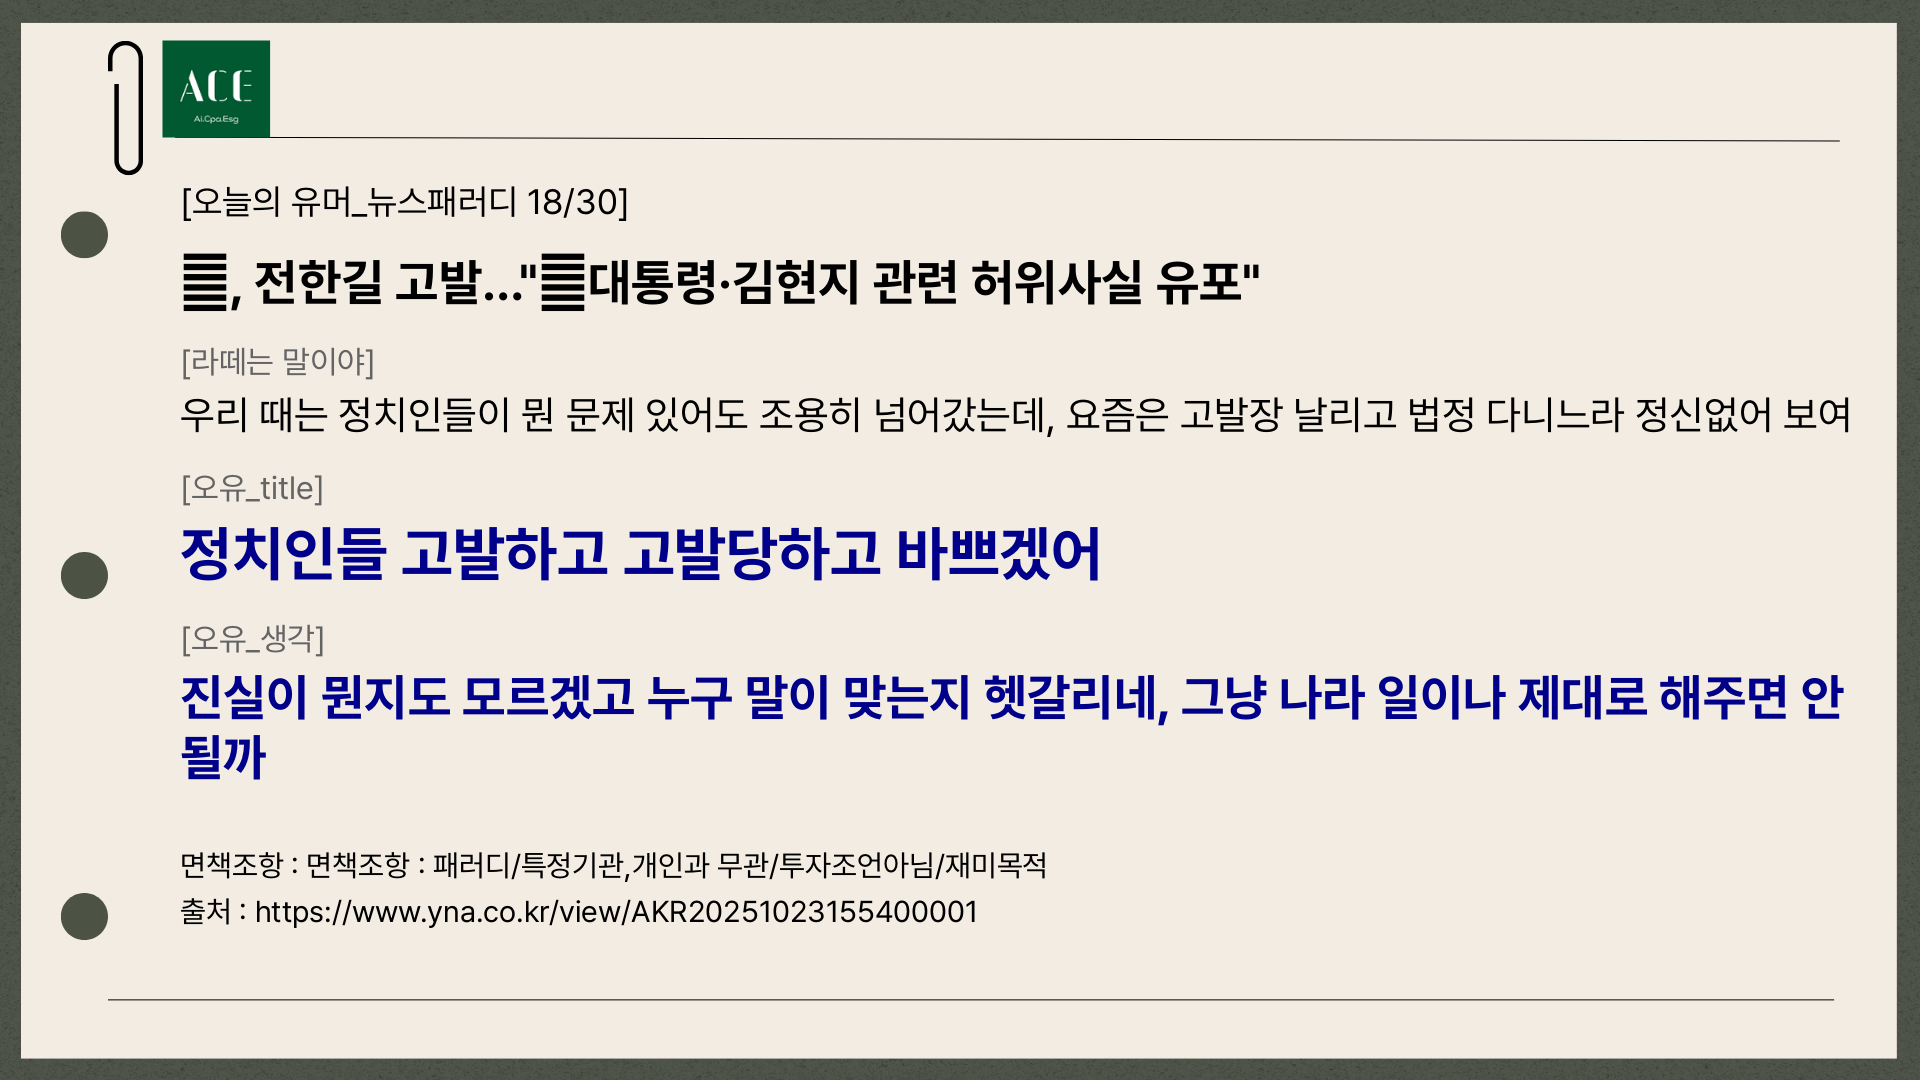 ACE
Ai.Cpa.Esg
[오늘의 유머_뉴스패러디 18/30]
, 전한길 고발…"대통령·김현지 관련 허위사실 유포"
[라떼는 말이야]
우리 때는 정치인들이 뭔 문제 있어도 조용히 넘어갔는데, 요즘은 고발장 날리고 법정 다니느라 정신없어 보여
[오유_title]
정치인들 고발하고 고발당하고 바쁘겠어
[오유_생각]
진실이 뭔지도 모르겠고 누구 말이 맞는지 헷갈리네, 그냥 나라 일이나 제대로 해주면 안
될까
면책조항 : 면책조항 : 패러디/특정기관,개인과 무관/투자조언아님/재미목적
출처 : https://www.yna.co.kr/view/AKR20251023155400001